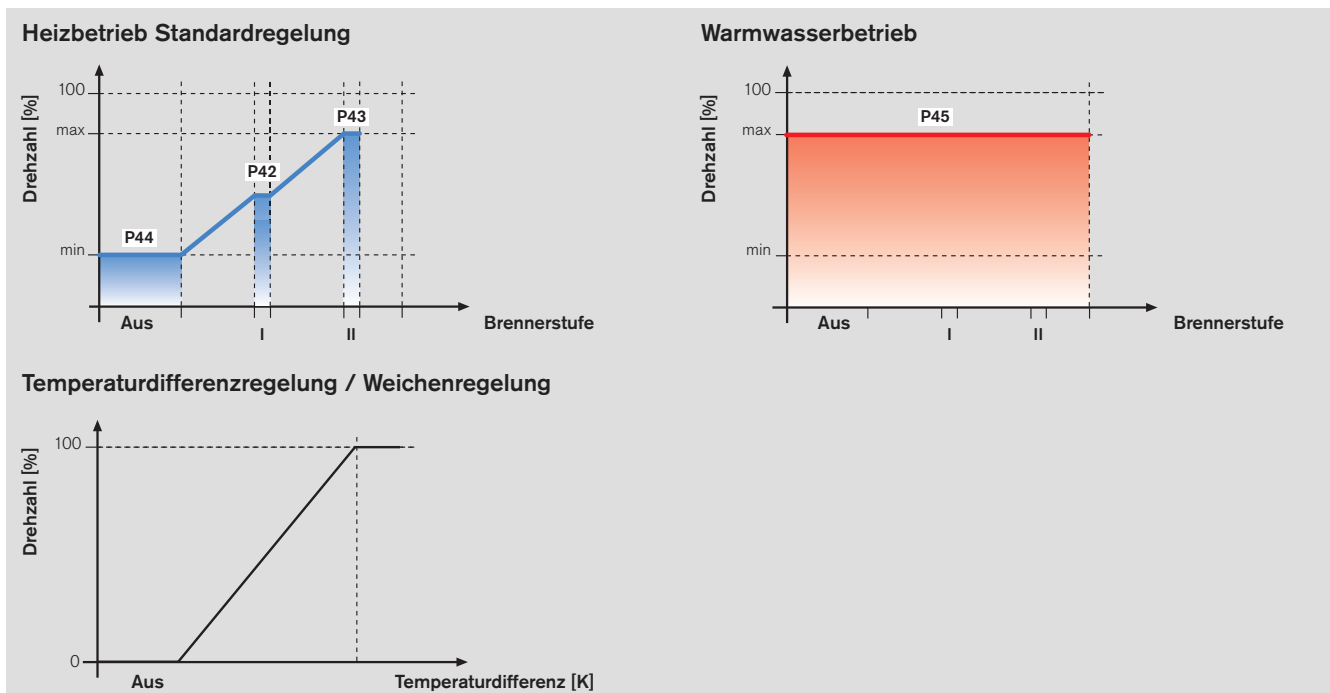 Heizbetrieb Standardregelung
Drehzahl [%]
100
max
min
P44
P42
P43
Aus
I
II
Brennerstufe
Warmwasserbetrieb
Drehzahl [%]
100
max
min
P45
Aus
I
II
Brennerstufe
Temperaturdifferenzregelung / Weichenregelung
Drehzahl [%]
100
0
Aus
Temperaturdifferenz [K]